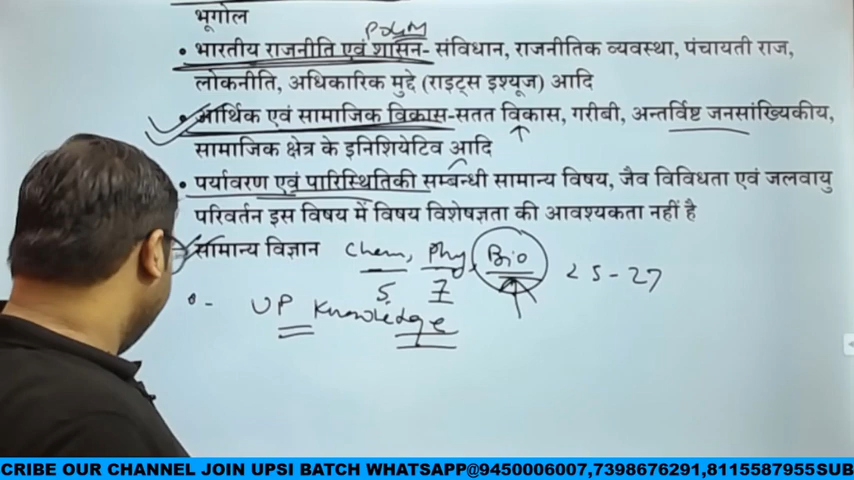 भूगोल
Polity
• भारतीय राजनीति एवं शासन- संविधान, राजनीतिक व्यवस्था, पंचायती राज,
लोकनीति, अधिकारिक मुद्दे (राइट्स इश्यूज) आदि
• आर्थिक एवं सामाजिक विकास-सतत विकास, गरीबी, अन्तर्विष्ट जनसांख्यिकीय,
सामाजिक क्षेत्र के इनिशियेटिव आदि
• पर्यावरण एवं पारिस्थितिकी सम्बन्धी सामान्य विषय, जैव विविधता एवं जलवायु
परिवर्तन इस विषय में विषय विशेषज्ञता की आवश्यकता नहीं है
सामान्य विज्ञान Chem, Phy, Bio 25-27
5 7
UP Knowledge
CRIBE OUR CHANNEL JOIN UPSI BATCH WHATSAPP@9450006007,7398676291,8115587955SUB